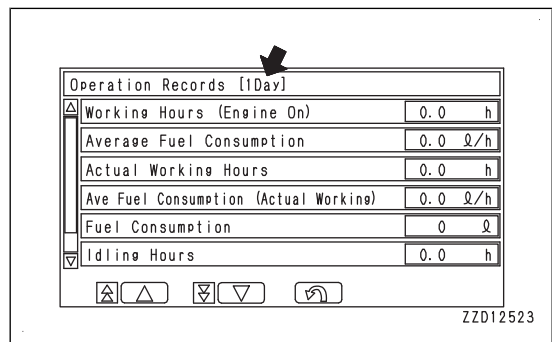 Operation Records [1Day]
Working Hours (Engine On) 0.0 h
Average Fuel Consumption 0.0 ℓ/h
Actual Working Hours 0.0 h
Ave Fuel Consumption (Actual Working) 0.0 ℓ/h
Fuel Consumption 0 ℓ
Idling Hours 0.0 h
ZZD12523